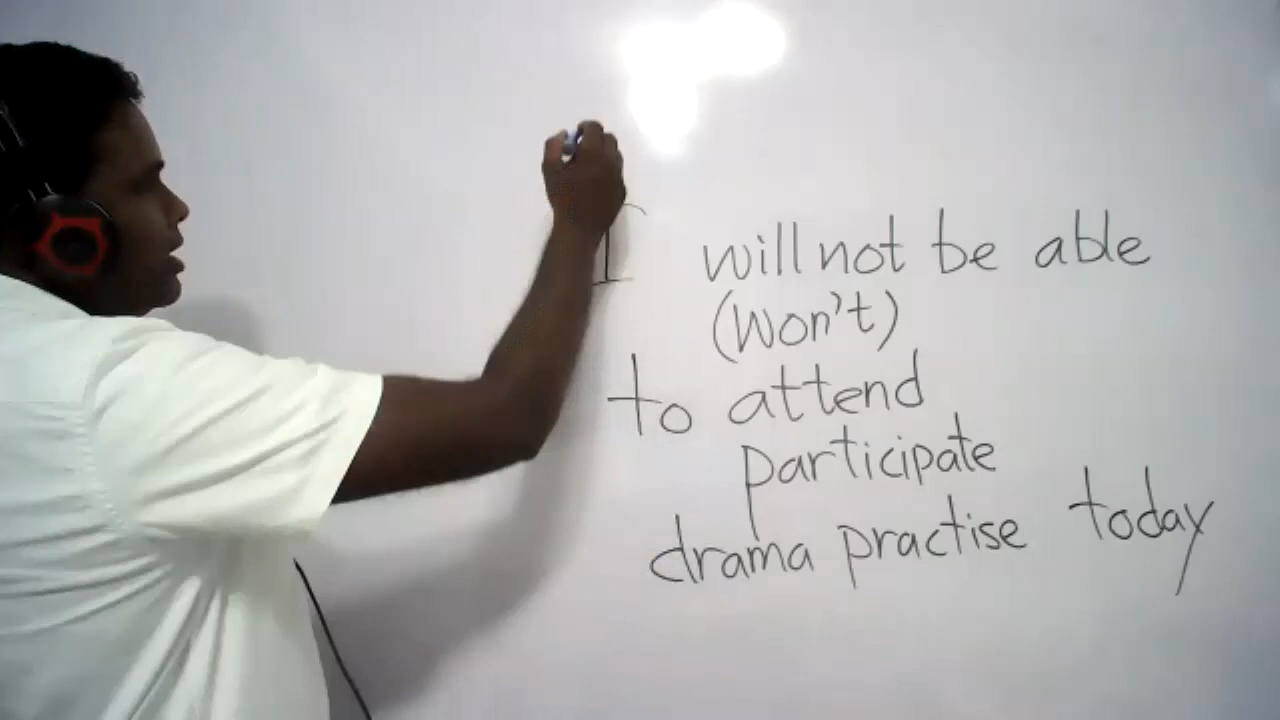 I will not be able
(Won't)
to attend
participate
drama practise today